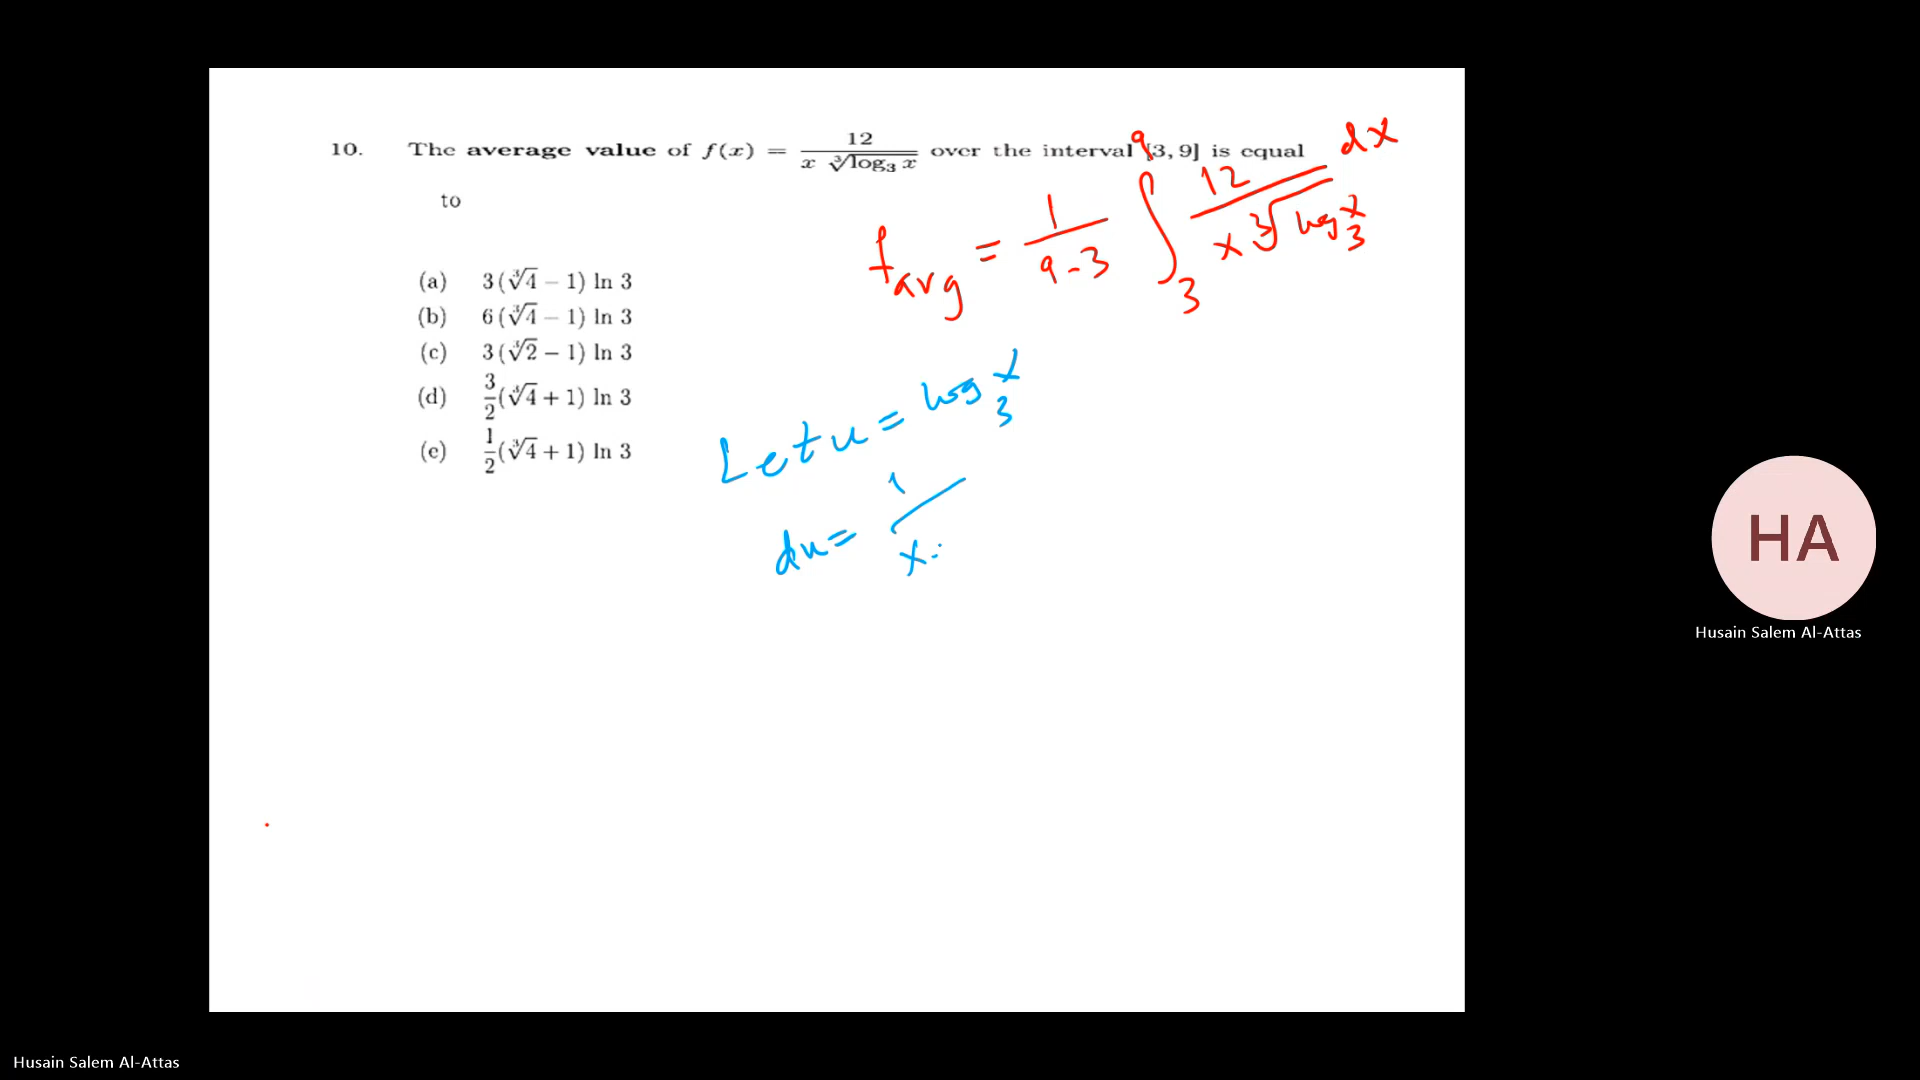 10. The average value of f(x) = 12 / (x ∛log₃ x) over the interval [3, 9] is equal
to
(a) 3(∛4 − 1) ln 3
(b) 6(∛4 − 1) ln 3
(c) 3(∛2 − 1) ln 3
(d) 3/2(∛4 + 1) ln 3
(e) 1/2(∛4 + 1) ln 3
f avg = 1/(9-3) ∫₃⁹ 12 / (x ∛log₃ x) dx
Let u = log₃ x
du = 1/x.
HA
Husain Salem Al-Attas
Husain Salem Al-Attas